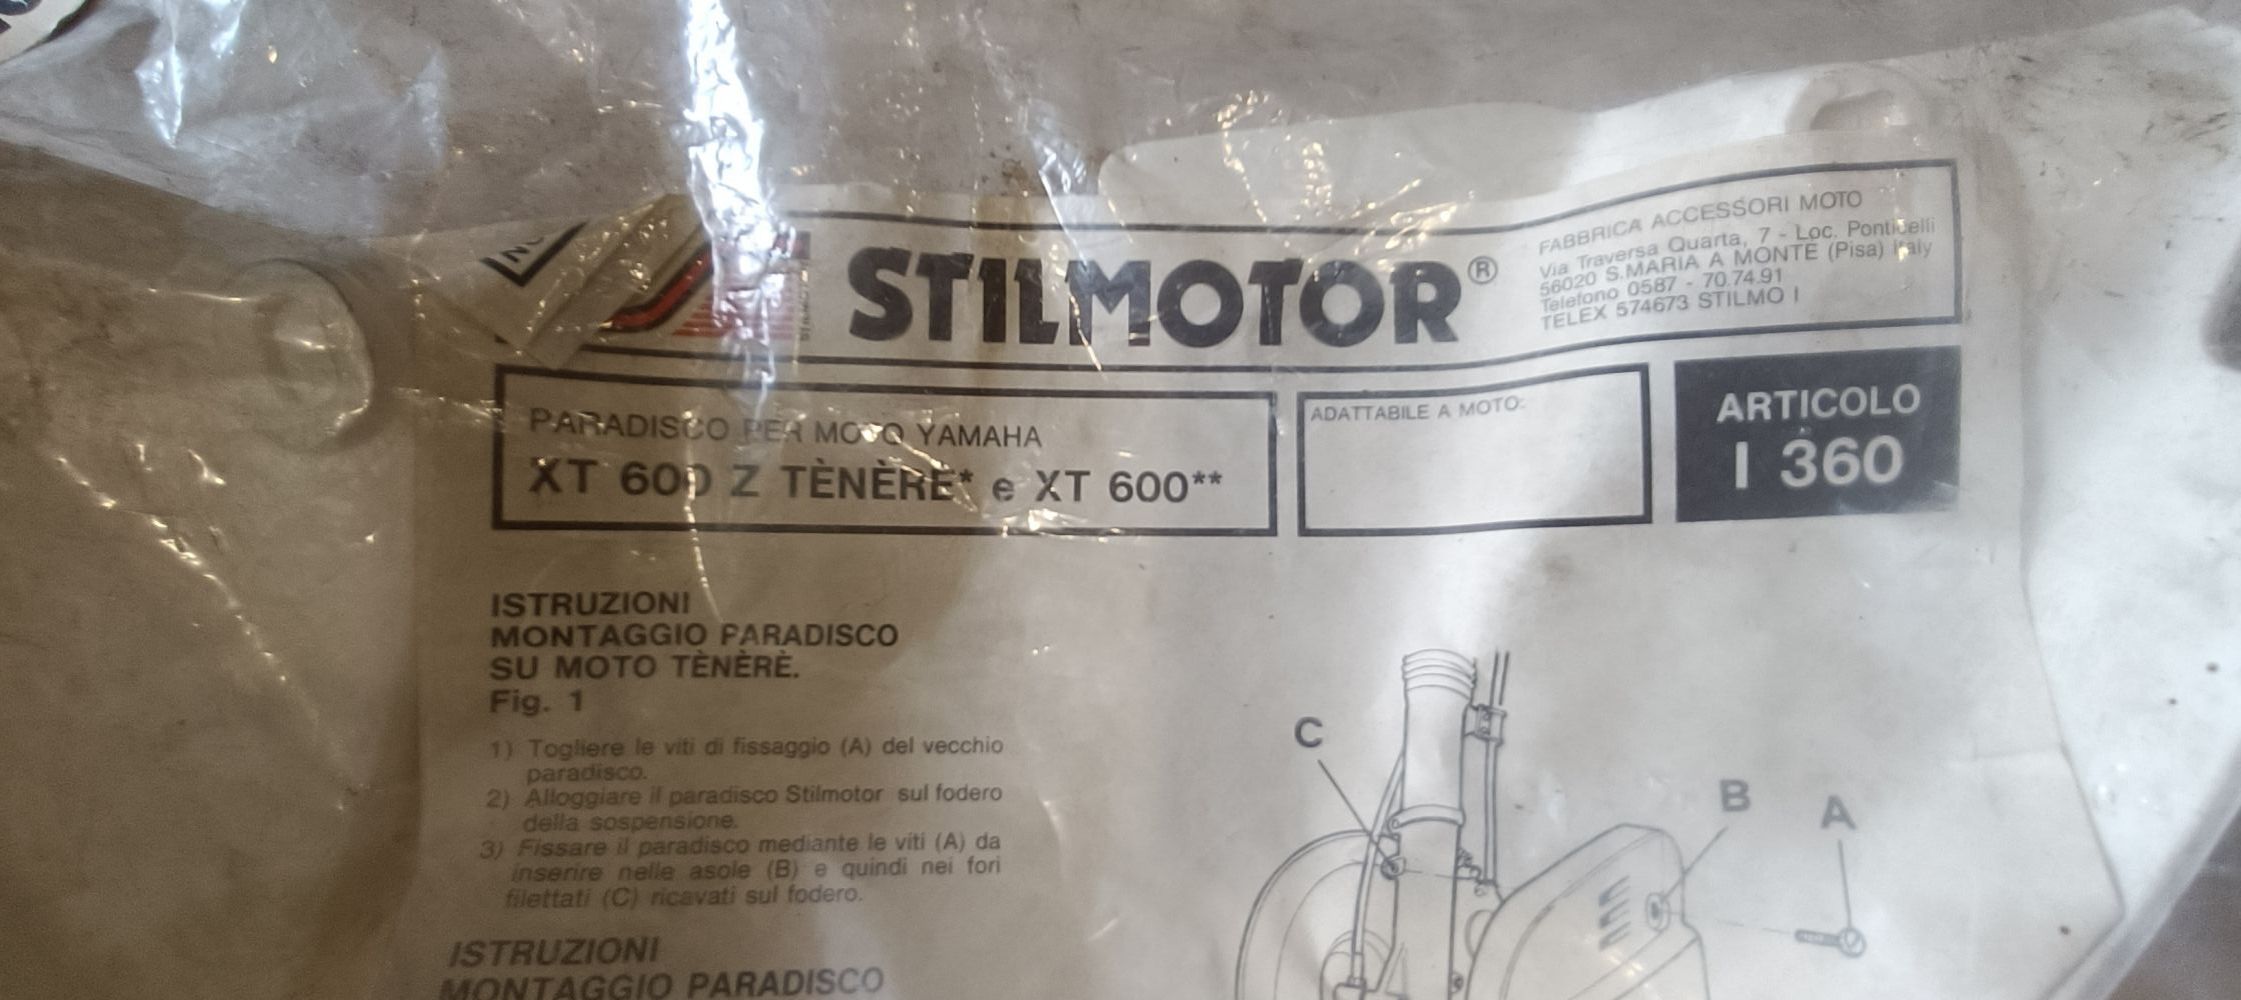 STILMOTOR®
FABBRICA ACCESSORI MOTO
Via Traversa Quarta, 7 - Loc. Ponticelli
56020 S.MARIA A MONTE (Pisa) Italy
Telefono 0587 - 70.74.91
TELEX 574673 STILMO I
PARADISCO PER MOTO YAMAHA
XT 600 Z TÈNÈRÈ* e XT 600**
ADATTABILE A MOTO:
ARTICOLO
I 360
ISTRUZIONI
MONTAGGIO PARADISCO
SU MOTO TÈNÈRÈ.
Fig. 1
1) Togliere le viti di fissaggio (A) del vecchio
paradisco.
2) Alloggiare il paradisco Stilmotor sul fodero
della sospensione.
3) Fissare il paradisco mediante le viti (A) da
inserire nelle asole (B) e quindi nei fori
filettati (C) ricavati sul fodero.
C
B
A
ISTRUZIONI
MONTAGGIO PARADISCO